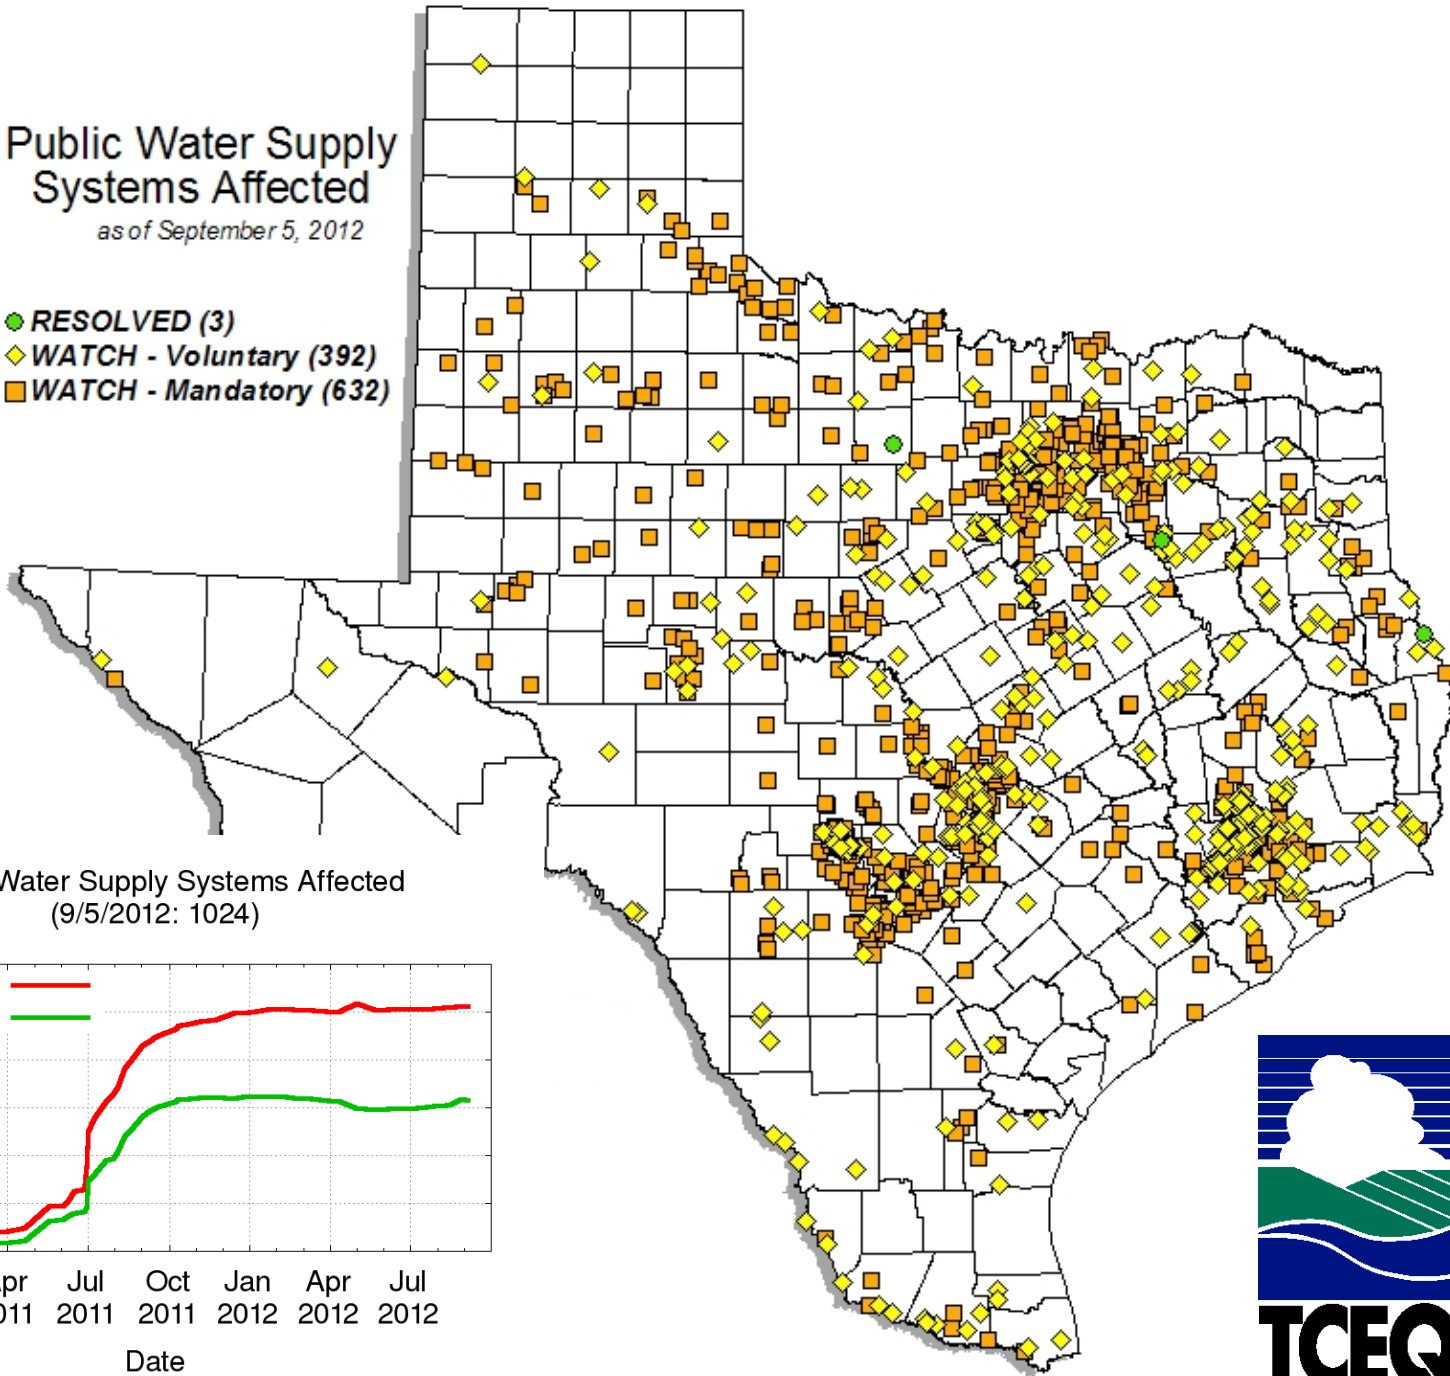 Public Water Supply
Systems Affected
as of September 5, 2012
RESOLVED (3)
WATCH - Voluntary (392)
WATCH - Mandatory (632)
Water Supply Systems Affected
(9/5/2012: 1024)
Jul Oct Jan Apr Jul
2011 2011 2012 2012 2012
Date
TCEQ